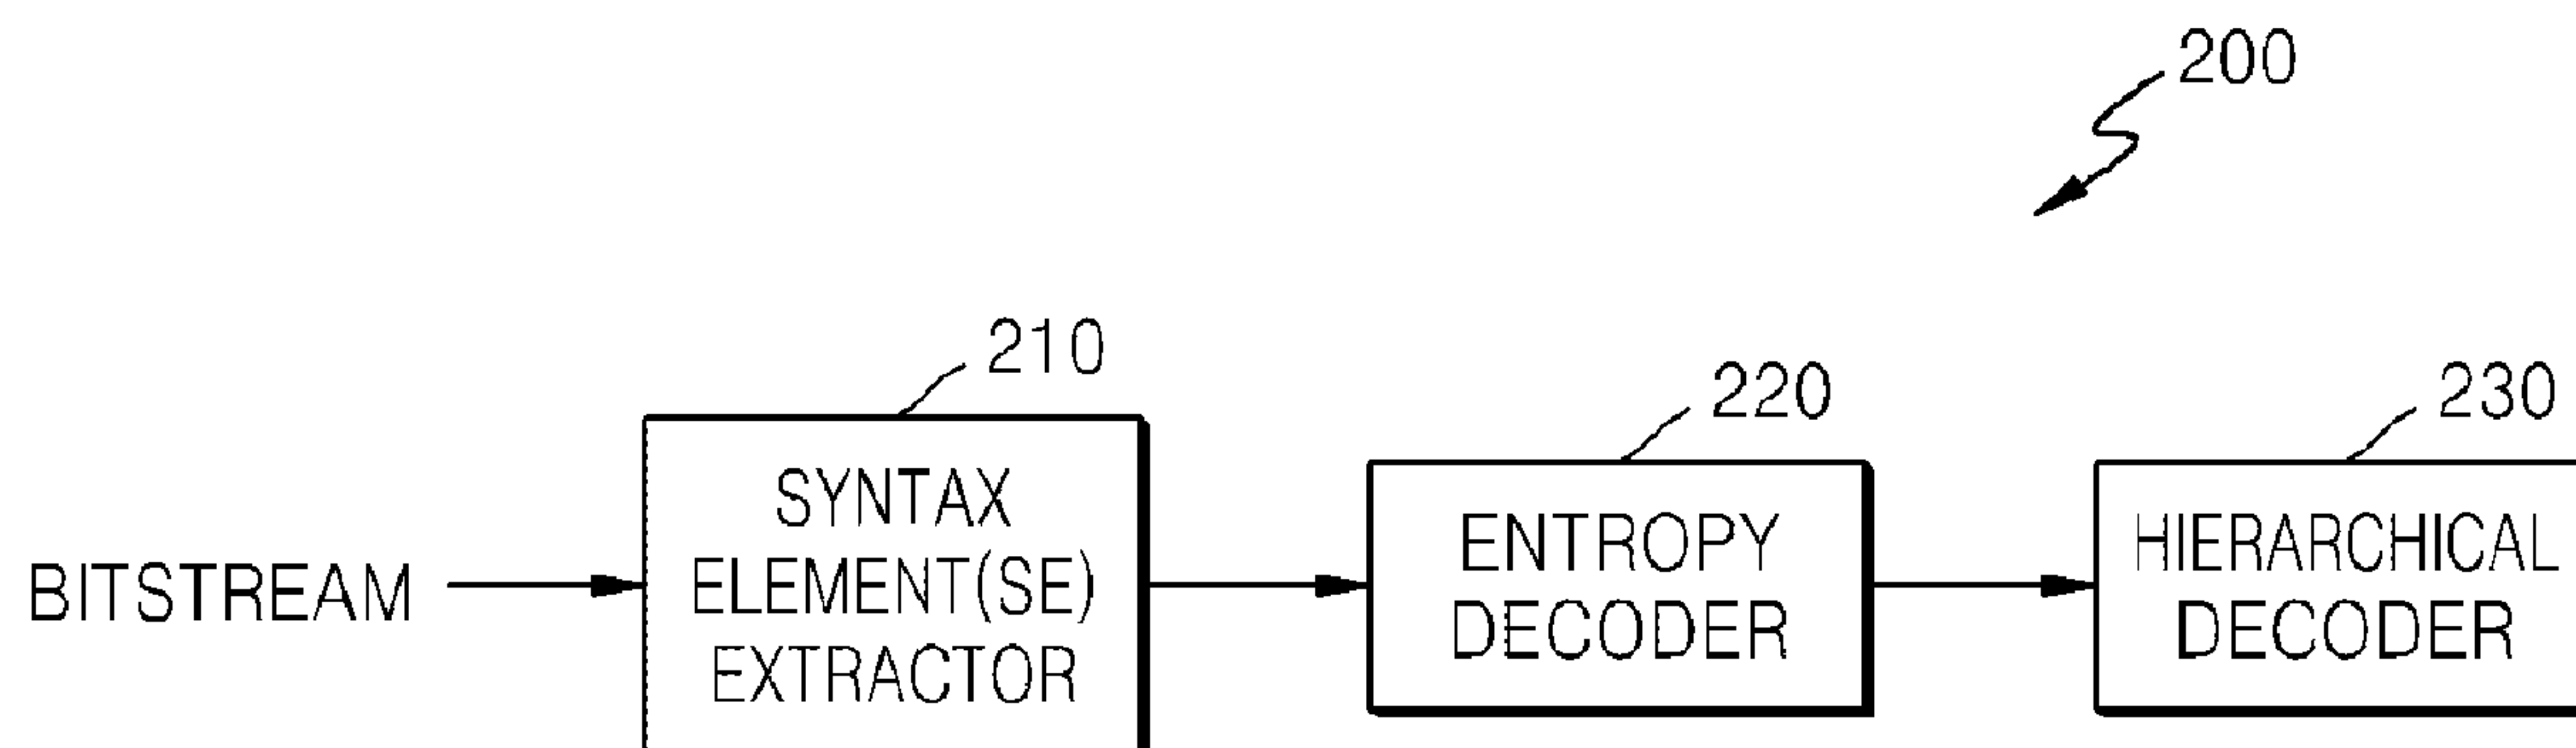 200
210
220
230
BITSTREAM
SYNTAX
ELEMENT(SE)
EXTRACTOR
ENTROPY
DECODER
HIERARCHICAL
DECODER